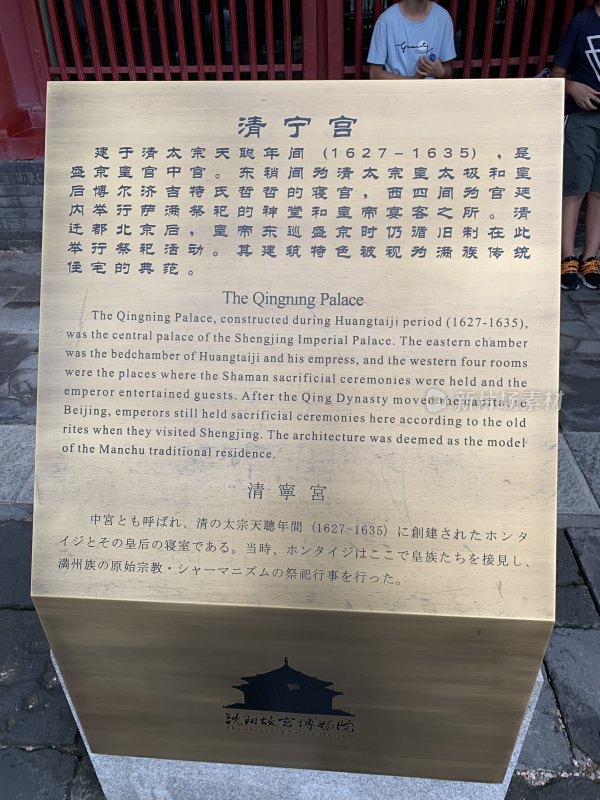 清宁宫
建于清太宗天聪年间（1627－1635），是
盛京皇宫中宫。东稍间为清太宗皇太极和皇
后博尔济吉特氏哲哲的寝宫，西四间为宫廷
内举行萨满祭祀的神堂和皇帝宴客之所。清
迁都北京后，皇帝东巡盛京时仍循旧制在此
举行祭祀活动。其建筑特色被视为满族传统
住宅的典范。
The Qingning Palace
The Qingning Palace, constructed during Huangtaiji period (1627-1635),
was the central palace of the Shengjing Imperial Palace. The eastern chamber
was the bedchamber of Huangtaiji and his empress, and the western four rooms
were the places where the Shaman sacrificial ceremonies were held and the
emperor entertained guests. After the Qing Dynasty moved the capital to
Beijing, emperors still held sacrificial ceremonies here according to the old
rites when they visited Shengjing. The architecture was deemed as the model
of the Manchu traditional residence.
清寧宮
中宮とも呼ばれ、清の太宗天聰年間（1627-1635）に創建されたホンタ
イジとその皇后の寝室である。当時、ホンタイジはここで皇族たちを接見し、
満州族の原始宗教・シャーマニズムの祭祀行事を行った。
沈阳故宫博物院
The Shenyang Palace Museum
Gravity
新片场素材